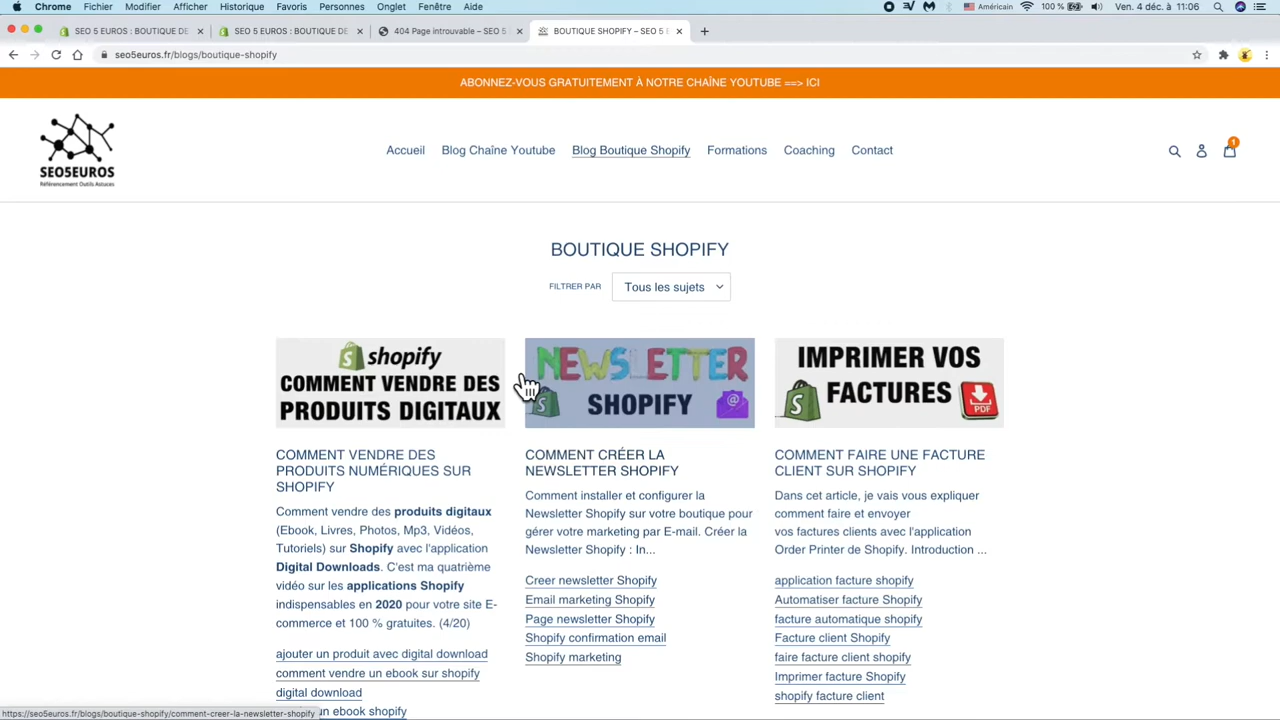 Chrome Fichier Modifier Afficher Historique Favoris Personnes Onglet Fenêtre Aide Américain 100 % Ven. 4 déc. à 11:06
SEO 5 EUROS : BOUTIQUE DE SEO 5 EUROS : BOUTIQUE DE 404 Page introuvable – SEO 5 BOUTIQUE SHOPIFY – SEO 5 E
seo5euros.fr/blogs/boutique-shopify
ABONNEZ-VOUS GRATUITEMENT À NOTRE CHAÎNE YOUTUBE ==> ICI
SEO5EUROS
Référencement Outils Astuces
Accueil Blog Chaîne Youtube Blog Boutique Shopify Formations Coaching Contact
1
BOUTIQUE SHOPIFY
FILTRER PAR Tous les sujets
shopify
COMMENT VENDRE DES
PRODUITS DIGITAUX
NEWSLETTER
SHOPIFY
IMPRIMER VOS
FACTURES
PDF
COMMENT VENDRE DES
PRODUITS NUMÉRIQUES SUR
SHOPIFY
Comment vendre des produits digitaux
(Ebook, Livres, Photos, Mp3, Vidéos,
Tutoriels) sur Shopify avec l'application
Digital Downloads. C'est ma quatrième
vidéo sur les applications Shopify
indispensables en 2020 pour votre site E-
commerce et 100 % gratuites. (4/20)
ajouter un produit avec digital download
comment vendre un ebook sur shopify
digital download
un ebook shopify
COMMENT CRÉER LA
NEWSLETTER SHOPIFY
Comment installer et configurer la
Newsletter Shopify sur votre boutique pour
gérer votre marketing par E-mail. Créer la
Newsletter Shopify : In...
Creer newsletter Shopify
Email marketing Shopify
Page newsletter Shopify
Shopify confirmation email
Shopify marketing
COMMENT FAIRE UNE FACTURE
CLIENT SUR SHOPIFY
Dans cet article, je vais vous expliquer
comment faire et envoyer
vos factures clients avec l'application
Order Printer de Shopify. Introduction ...
application facture shopify
Automatiser facture Shopify
facture automatique shopify
Facture client Shopify
faire facture client shopify
Imprimer facture Shopify
shopify facture client
https://seo5euros.fr/blogs/boutique-shopify/comment-creer-la-newsletter-shopify